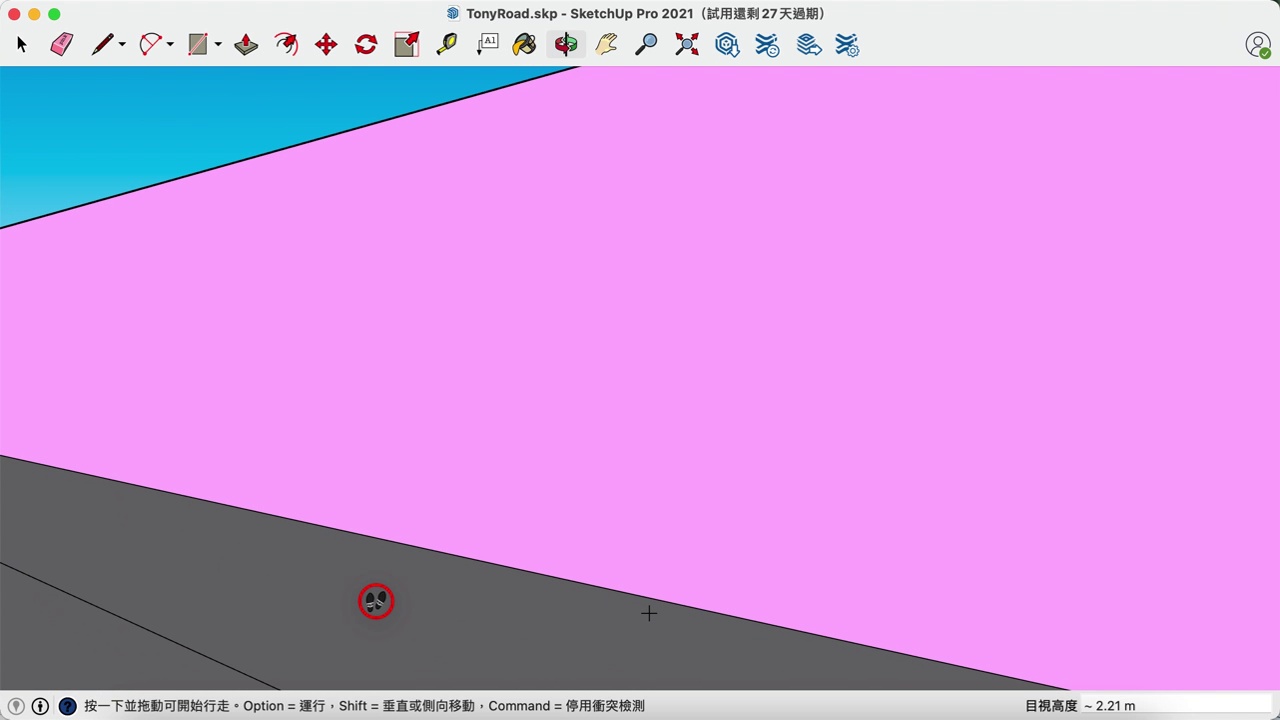 TonyRoad.skp - SketchUp Pro 2021（試用還剩 27 天過期）
A1
按一下並拖動可開始行走。Option = 運行，Shift = 垂直或側向移動，Command = 停用衝突檢測
目視高度 ~ 2.21 m